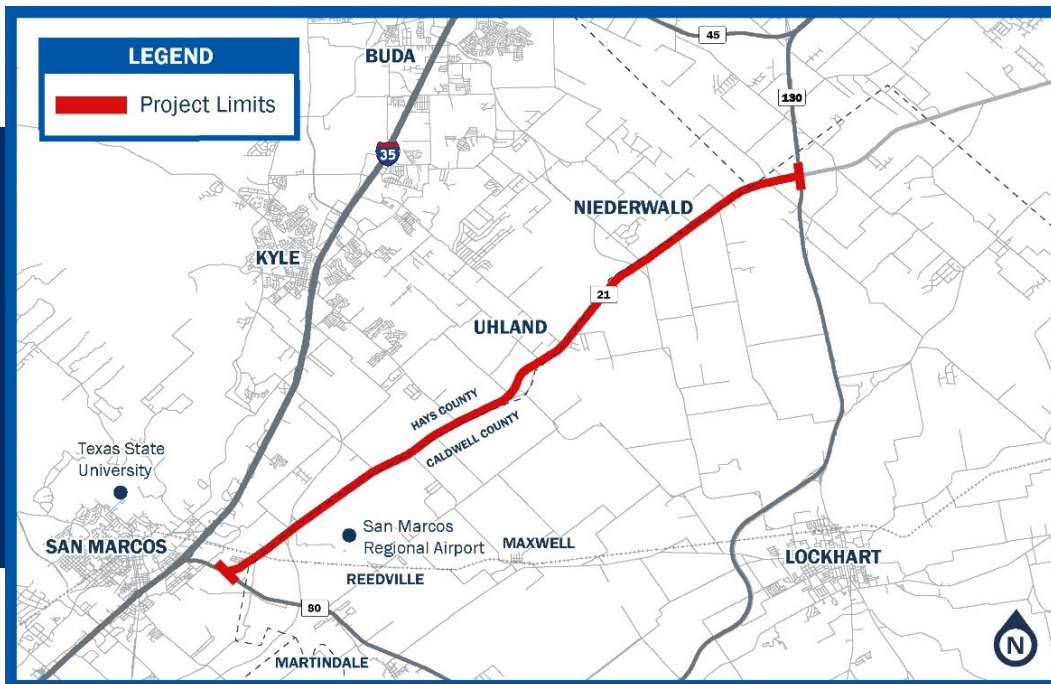 LEGEND
Project Limits
BUDA
45
130
35
NIEDERWALD
KYLE
21
UHLAND
HAYS COUNTY
CALDWELL COUNTY
Texas State
University
San Marcos
Regional Airport
SAN MARCOS
MAXWELL
LOCKHART
REEDVILLE
80
MARTINDALE
N